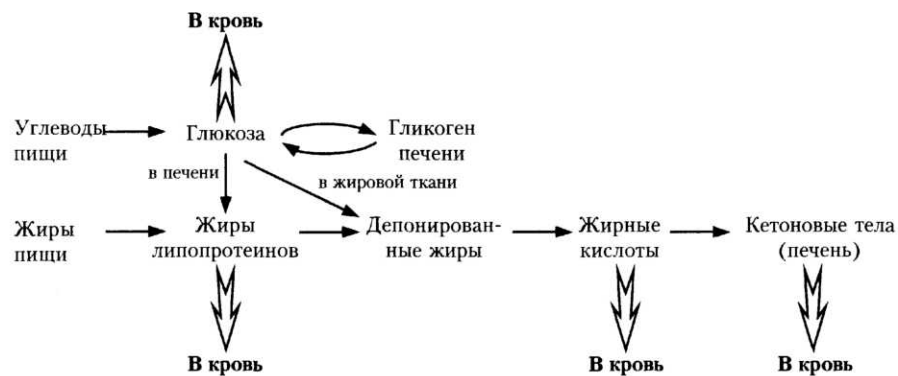 В кровь
Углеводы
пищи
Глюкоза
Гликоген
печени
в печени
в жировой ткани
Жиры
пищи
Жиры
липопротеинов
Депонирован-
ные жиры
Жирные
кислоты
Кетоновые тела
(печень)
В кровь
В кровь
В кровь